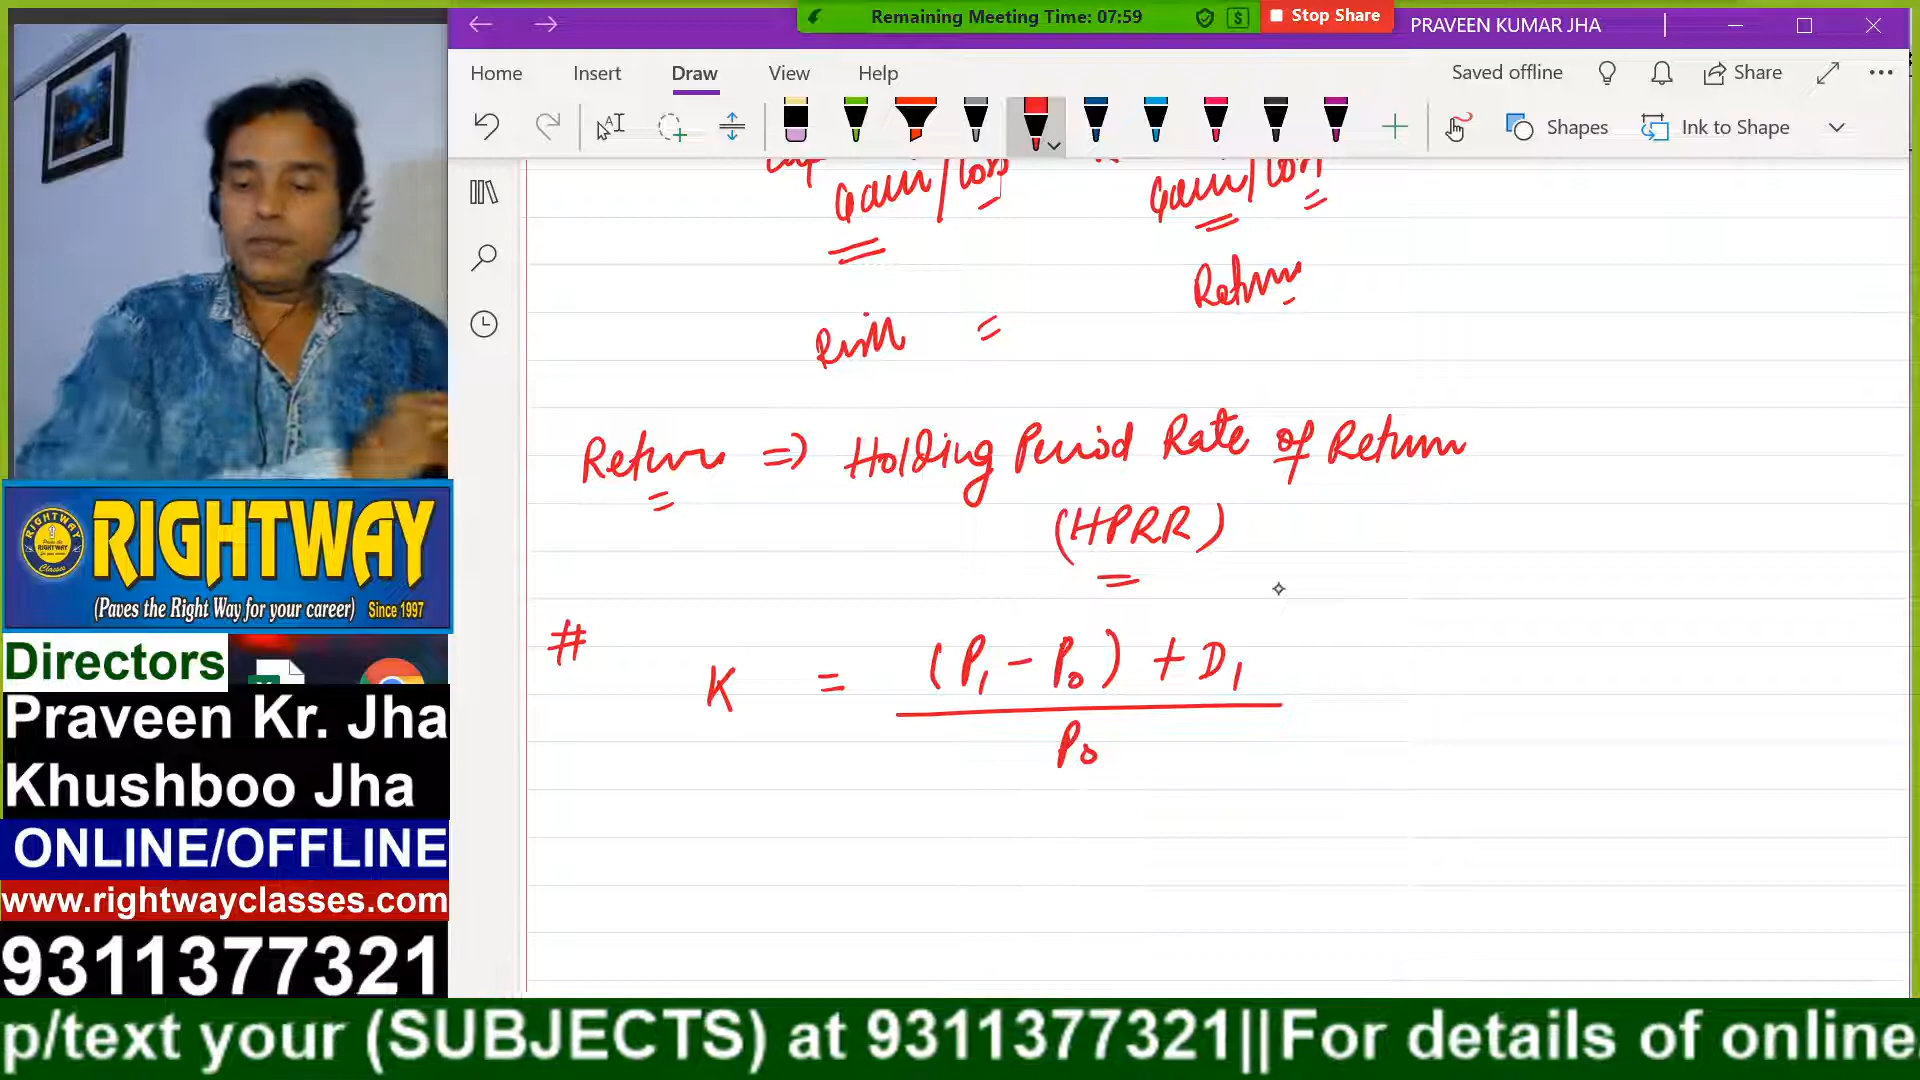 Remaining Meeting Time: 07:59
Stop Share
PRAVEEN KUMAR JHA
Home Insert Draw View Help
Saved offline
Share
Shapes
Ink to Shape
Gain/Loss
Gain/Loss
Return
Risk =
Return => Holding Period Rate of Return
(HPRR)
# K = (P1 - P0) + D1
P0
RIGHTWAY
RIGHTWAY
Classes
(Paves the Right Way for your career) Since 1997
Directors
Praveen Kr. Jha
Khushboo Jha
ONLINE/OFFLINE
www.rightwayclasses.com
9311377321
p/text your (SUBJECTS) at 9311377321||For details of online